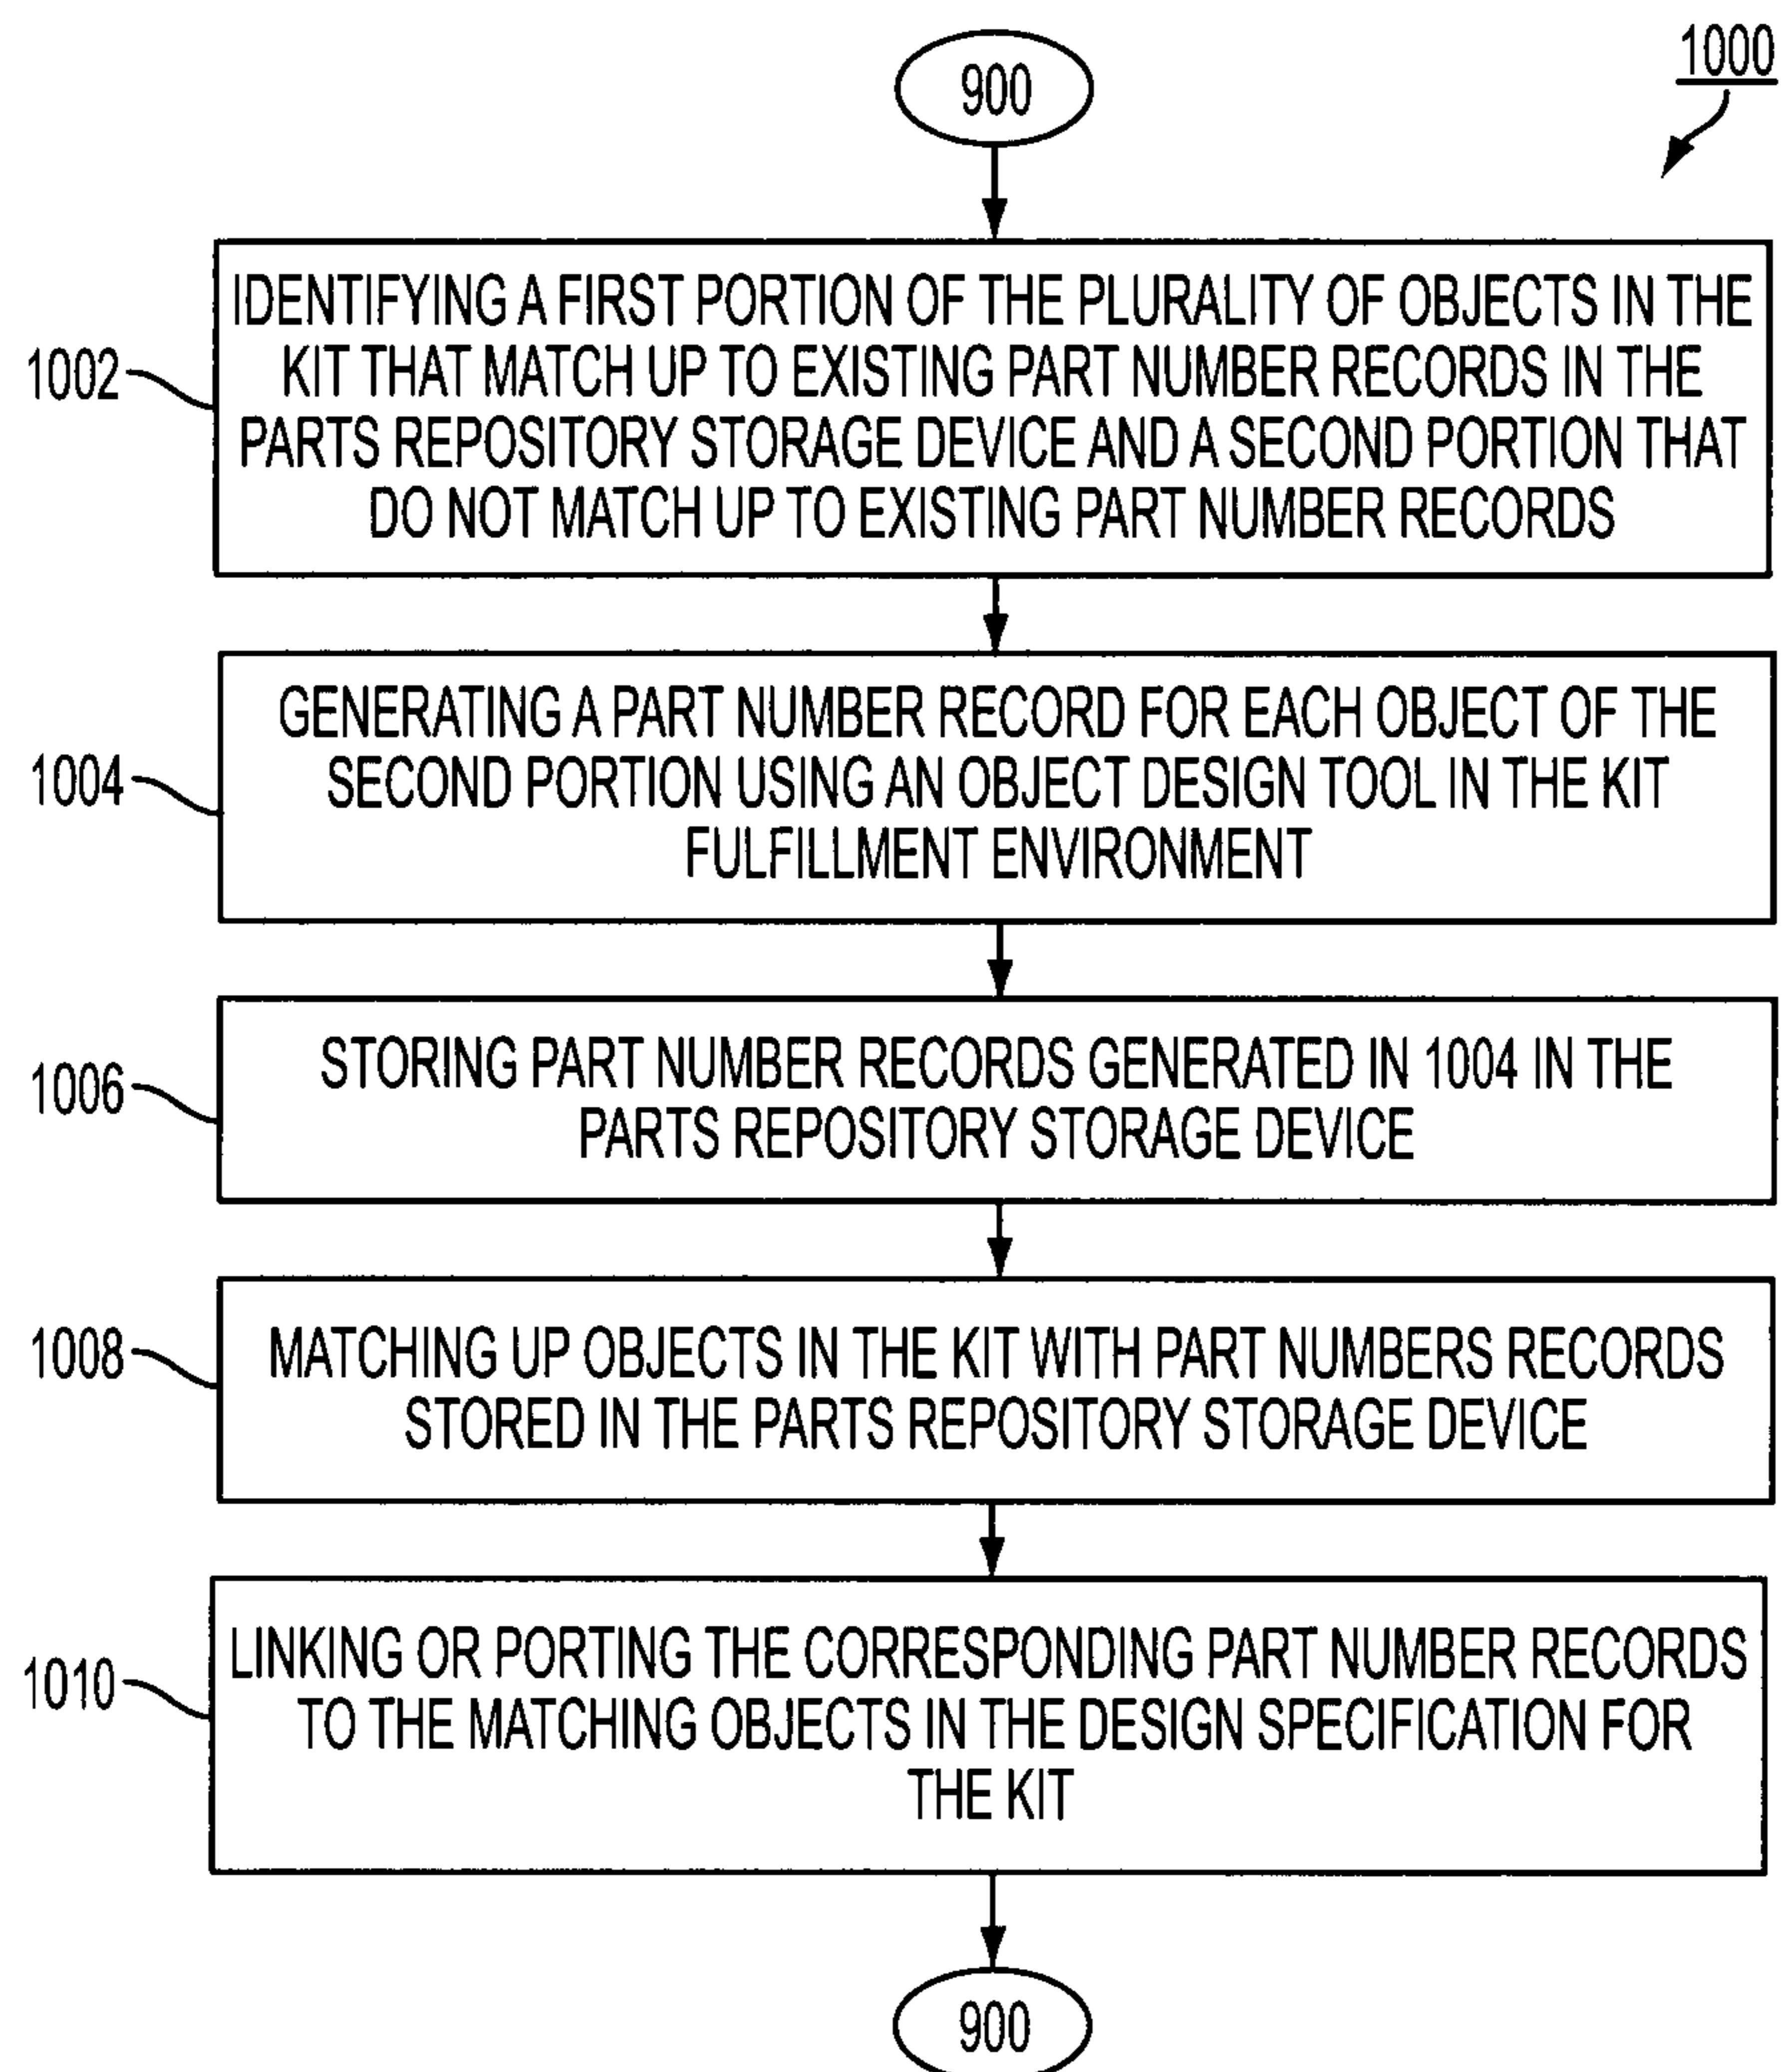 900
1000
1002
IDENTIFYING A FIRST PORTION OF THE PLURALITY OF OBJECTS IN THE
KIT THAT MATCH UP TO EXISTING PART NUMBER RECORDS IN THE
PARTS REPOSITORY STORAGE DEVICE AND A SECOND PORTION THAT
DO NOT MATCH UP TO EXISTING PART NUMBER RECORDS
1004
GENERATING A PART NUMBER RECORD FOR EACH OBJECT OF THE
SECOND PORTION USING AN OBJECT DESIGN TOOL IN THE KIT
FULFILLMENT ENVIRONMENT
1006
STORING PART NUMBER RECORDS GENERATED IN 1004 IN THE
PARTS REPOSITORY STORAGE DEVICE
1008
MATCHING UP OBJECTS IN THE KIT WITH PART NUMBERS RECORDS
STORED IN THE PARTS REPOSITORY STORAGE DEVICE
1010
LINKING OR PORTING THE CORRESPONDING PART NUMBER RECORDS
TO THE MATCHING OBJECTS IN THE DESIGN SPECIFICATION FOR
THE KIT
900